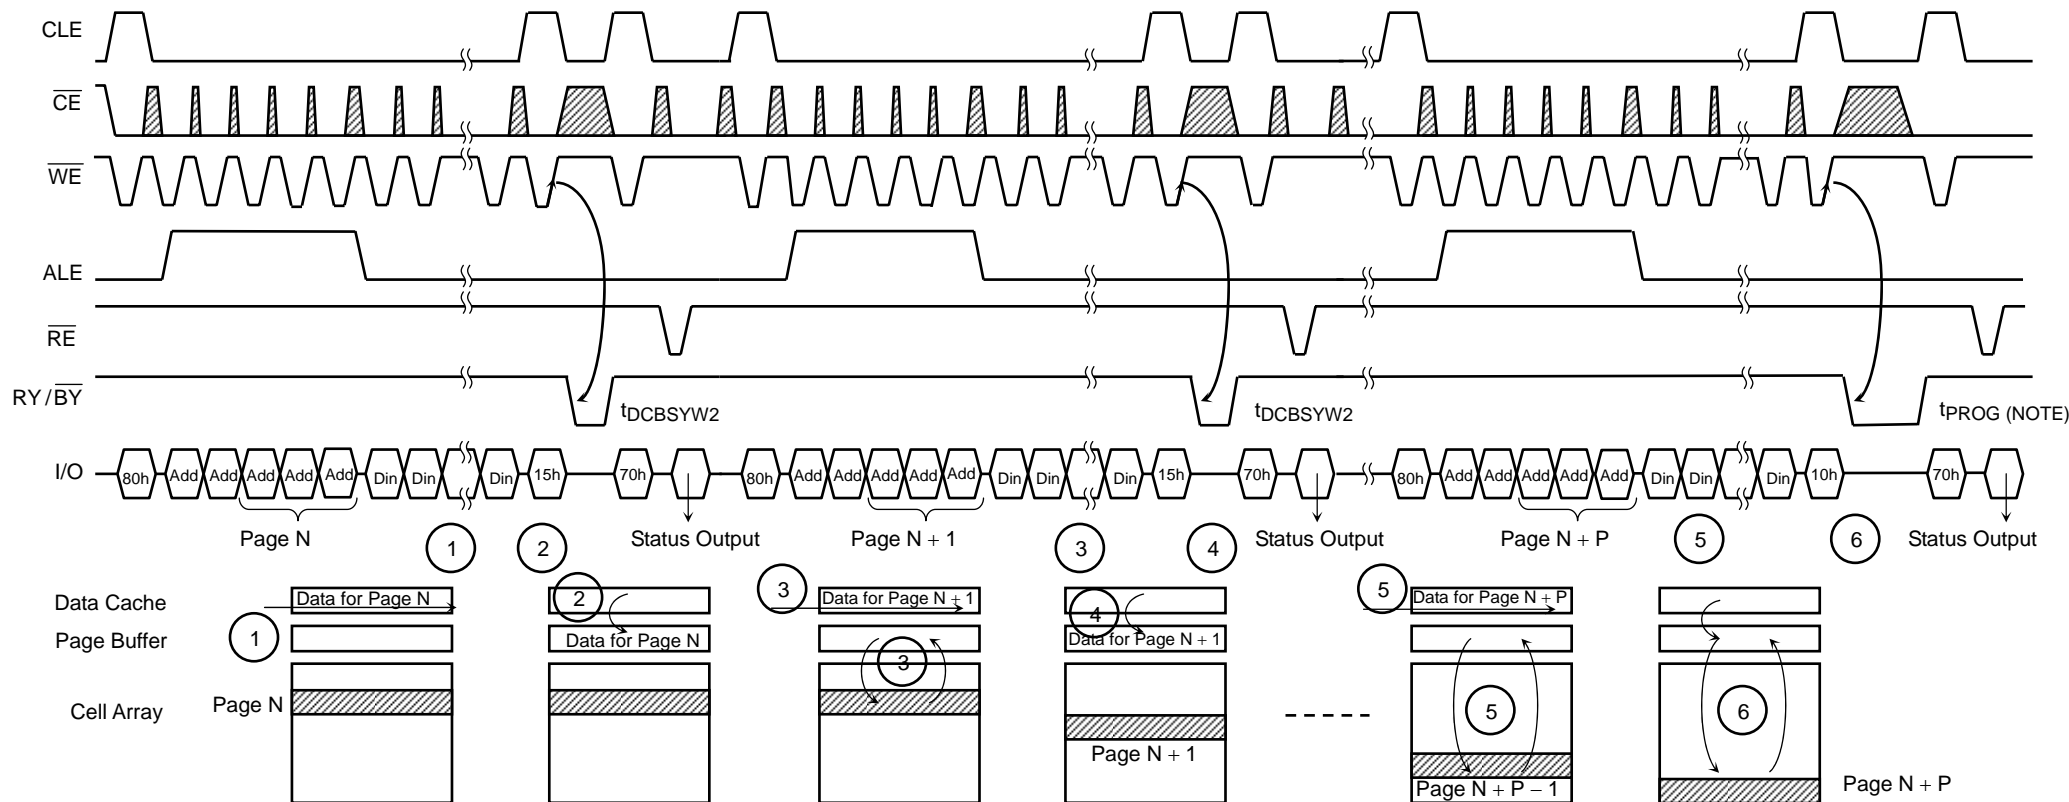 CLE
CE
WE
ALE
RE
RY/BY
tDCBSYW2 tDCBSYW2 tPROG (NOTE)
I/O 80h Add Add Add Add Add Din Din Din 15h 70h 80h Add Add Add Add Add Din Din Din 15h 70h 80h Add Add Add Add Add Din Din Din 10h 70h
Page N 1 2 Status Output Page N + 1 3 4 Status Output Page N + P 5 6 Status Output
Data Cache Data for Page N 2 3 Data for Page N + 1 4 5 Data for Page N + P
Page Buffer 1 Data for Page N 3 Data for Page N + 1
Cell Array Page N 5 6
Page N + 1
Page N + P − 1 Page N + P